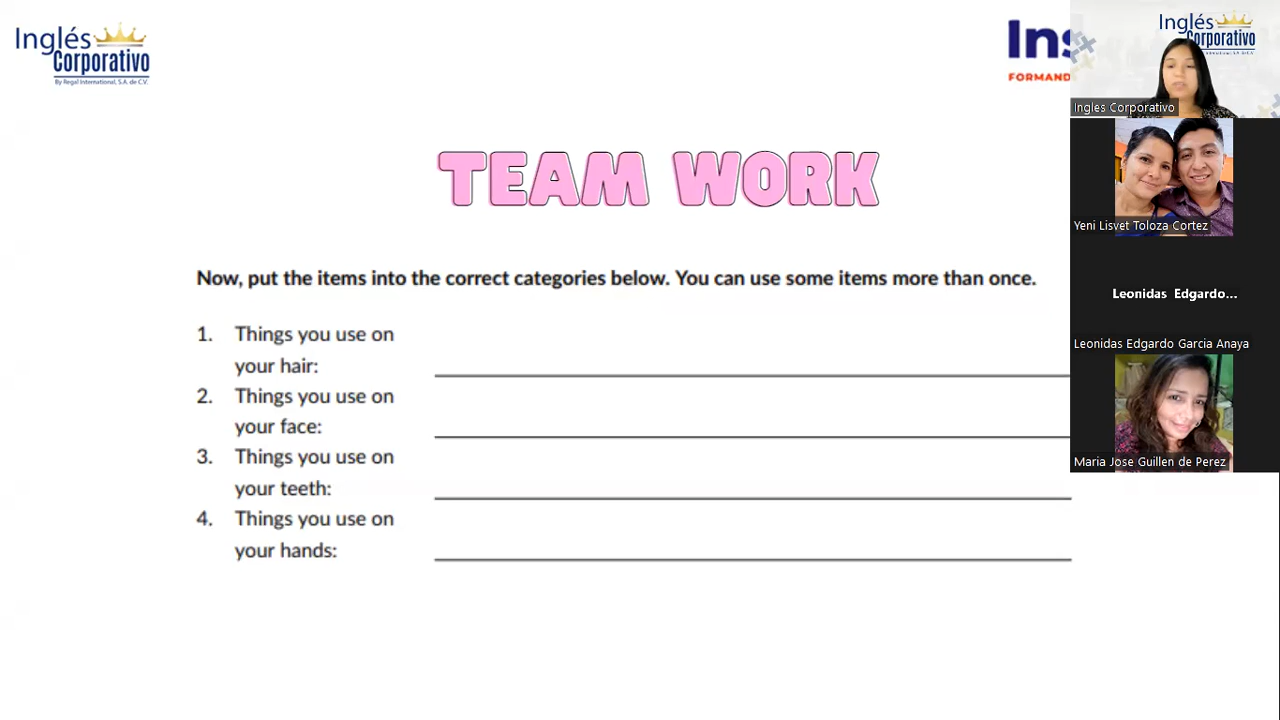 Inglés
Corporativo
By Regal International, S.A. de C.V.
Ins
FORMAND
Inglés
Corporativo
Ingles Corporativo
TEAM WORK
Yeni Lisvet Toloza Cortez
Now, put the items into the correct categories below. You can use some items more than once.
Leonidas Edgardo...
Leonidas Edgardo Garcia Anaya
1. Things you use on
your hair:
2. Things you use on
your face:
3. Things you use on
your teeth:
Maria Jose Guillen de Perez
4. Things you use on
your hands: